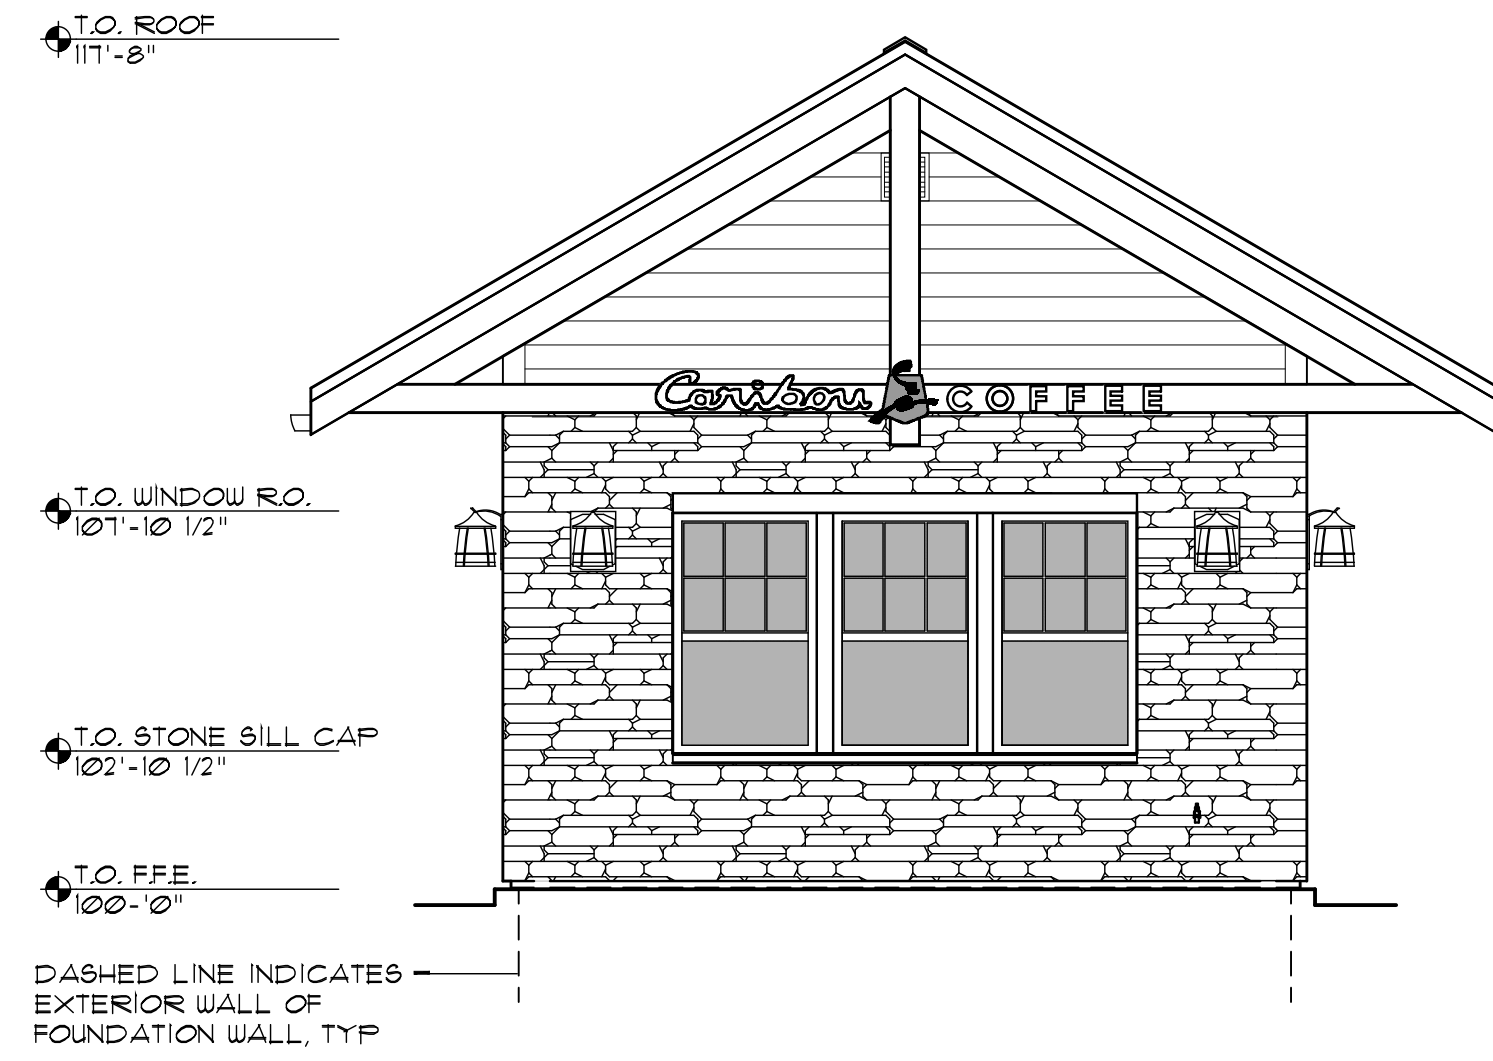 T.O. ROOF
117'-8"
Caribou COFFEE
T.O. WINDOW R.O.
107'-10 1/2"
T.O. STONE SILL CAP
102'-10 1/2"
T.O. F.F.E.
100-'0"
DASHED LINE INDICATES
EXTERIOR WALL OF
FOUNDATION WALL, TYP